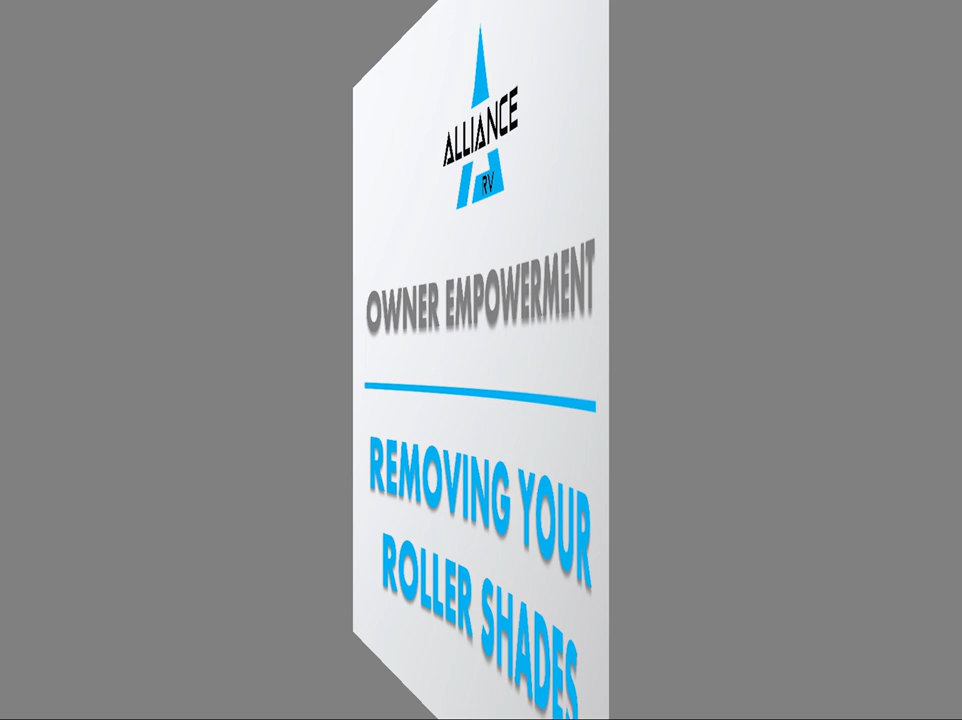 ALLIANCE
RV
OWNER EMPOWERMENT
REMOVING YOUR
ROLLER SHADES